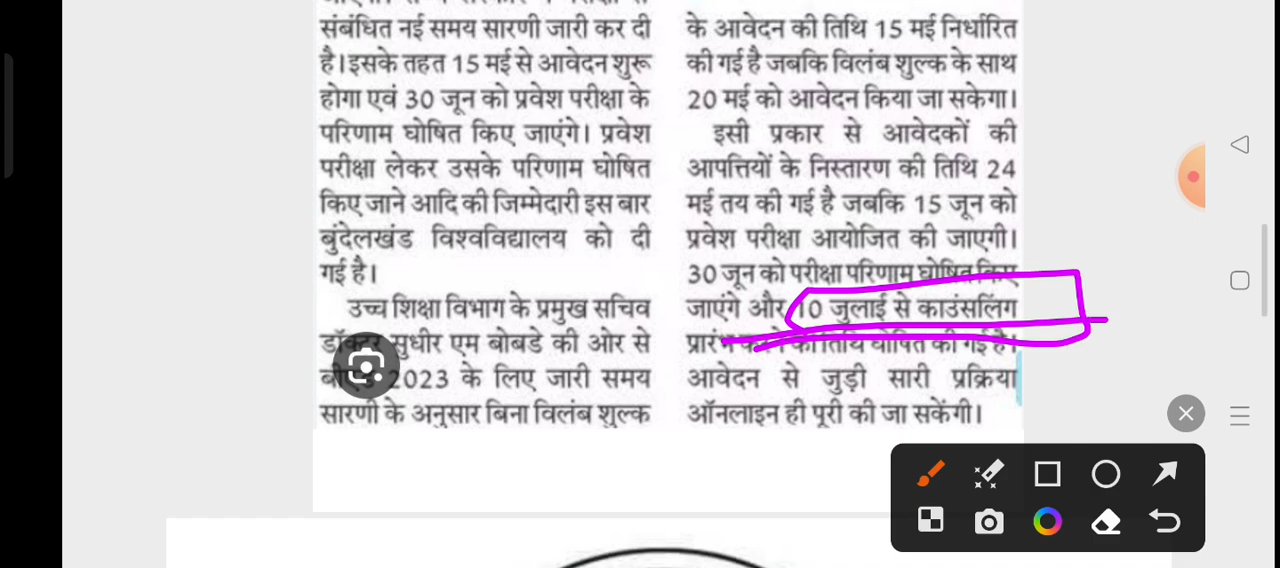 संबंधित नई समय सारणी जारी कर दी
है। इसके तहत 15 मई से आवेदन शुरू
होगा एवं 30 जून को प्रवेश परीक्षा के
परिणाम घोषित किए जाएंगे। प्रवेश
परीक्षा लेकर उसके परिणाम घोषित
किए जाने आदि की जिम्मेदारी इस बार
बुंदेलखंड विश्वविद्यालय को दी
गई है।
उच्च शिक्षा विभाग के प्रमुख सचिव
डॉक्टर सुधीर एम बोबडे की ओर से
बीएड 2023 के लिए जारी समय
सारणी के अनुसार बिना विलंब शुल्क
के आवेदन की तिथि 15 मई निर्धारित
की गई है जबकि विलंब शुल्क के साथ
20 मई को आवेदन किया जा सकेगा।
इसी प्रकार से आवेदकों की
आपत्तियों के निस्तारण की तिथि 24
मई तय की गई है जबकि 15 जून को
प्रवेश परीक्षा आयोजित की जाएगी।
30 जून को परीक्षा परिणाम घोषित किए
जाएंगे और 10 जुलाई से काउंसलिंग
प्रारंभ करने की तिथि घोषित की गई है।
आवेदन से जुड़ी सारी प्रक्रिया
ऑनलाइन ही पूरी की जा सकेंगी।